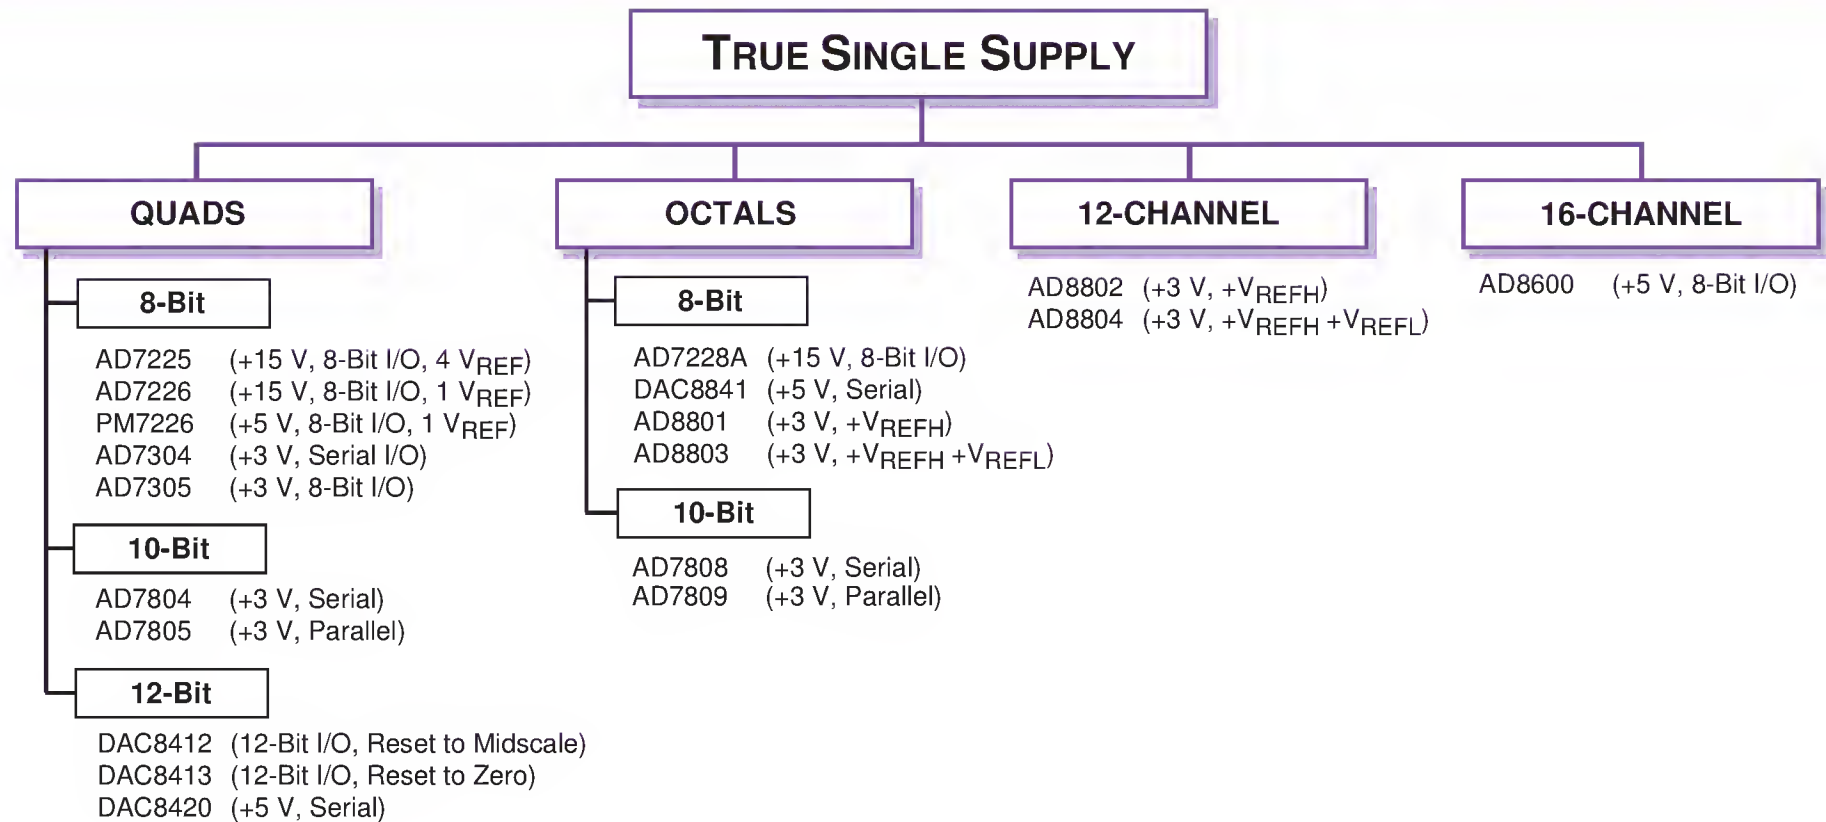 TRUE SINGLE SUPPLY
QUADS
8-Bit
AD7225 (+15 V, 8-Bit I/O, 4 VREF)
AD7226 (+15 V, 8-Bit I/O, 1 VREF)
PM7226 (+5 V, 8-Bit I/O, 1 VREF)
AD7304 (+3 V, Serial I/O)
AD7305 (+3 V, 8-Bit I/O)
10-Bit
AD7804 (+3 V, Serial)
AD7805 (+3 V, Parallel)
12-Bit
DAC8412 (12-Bit I/O, Reset to Midscale)
DAC8413 (12-Bit I/O, Reset to Zero)
DAC8420 (+5 V, Serial)
OCTALS
8-Bit
AD7228A (+15 V, 8-Bit I/O)
DAC8841 (+5 V, Serial)
AD8801 (+3 V, +VREFH)
AD8803 (+3 V, +VREFH +VREFL)
10-Bit
AD7808 (+3 V, Serial)
AD7809 (+3 V, Parallel)
12-CHANNEL
AD8802 (+3 V, +VREFH)
AD8804 (+3 V, +VREFH +VREFL)
16-CHANNEL
AD8600 (+5 V, 8-Bit I/O)